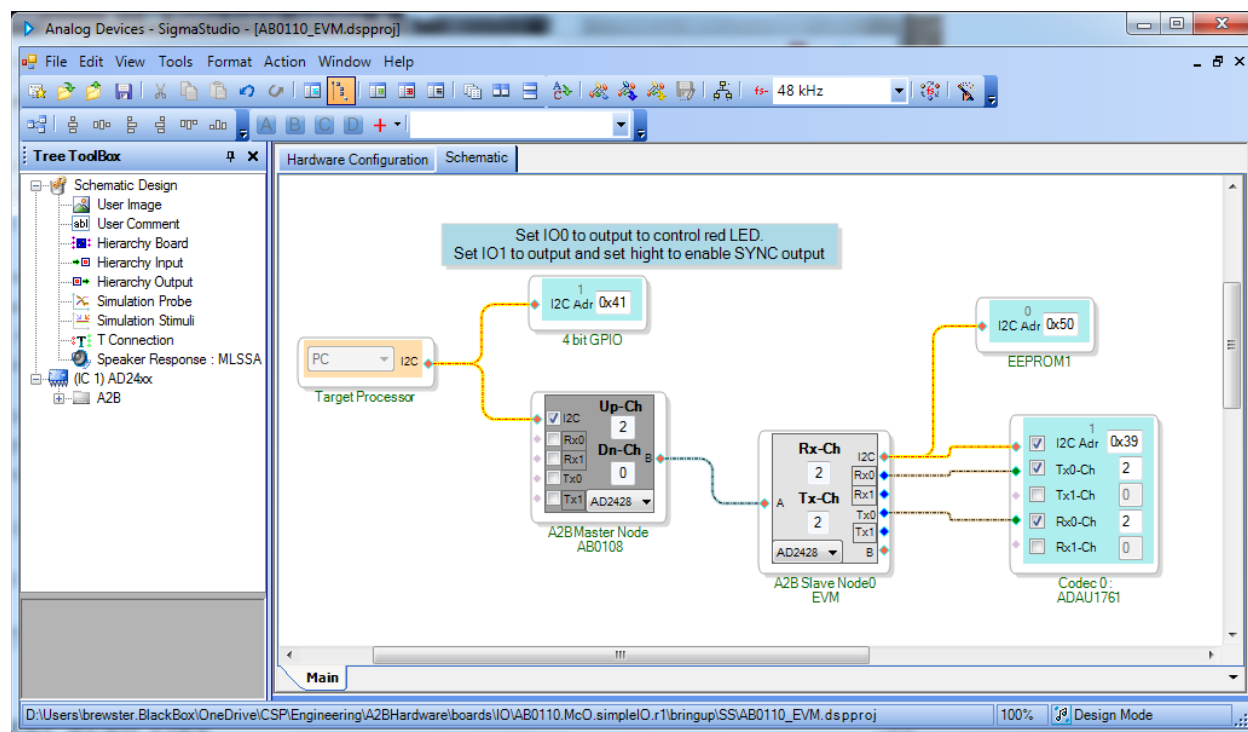 Analog Devices - SigmaStudio - [AB0110_EVM.dspproj]
File Edit View Tools Format Action Window Help
fs- 48 kHz
A B C D
Tree ToolBox
Hardware Configuration Schematic
Schematic Design
User Image
abl User Comment
Hierarchy Board
Hierarchy Input
Hierarchy Output
Simulation Probe
Simulation Stimuli
T T Connection
Speaker Response : MLSSA
(IC 1) AD24xx
A2B
Set IO0 to output to control red LED.
Set IO1 to output and set hight to enable SYNC output
1
I2C Adr 0x41
4 bit GPIO
PC I2C
Target Processor
Up-Ch
2
Dn-Ch
0
I2C
Rx0
Rx1
Tx0
Tx1
B
AD2428
A2B Master Node
AB0108
Rx-Ch
2
Tx-Ch
2
A
I2C
Rx0
Rx1
Tx0
Tx1
B
AD2428
A2B Slave Node0
EVM
0
I2C Adr 0x50
EEPROM1
1
I2C Adr 0x39
Tx0-Ch 2
Tx1-Ch 0
Rx0-Ch 2
Rx1-Ch 0
Codec 0 :
ADAU1761
Main
D:\Users\brewster.BlackBox\OneDrive\CSP\Engineering\A2BHardware\boards\IO\AB0110.McO.simpleIO.r1\bringup\SS\AB0110_EVM.dspproj
100% Design Mode